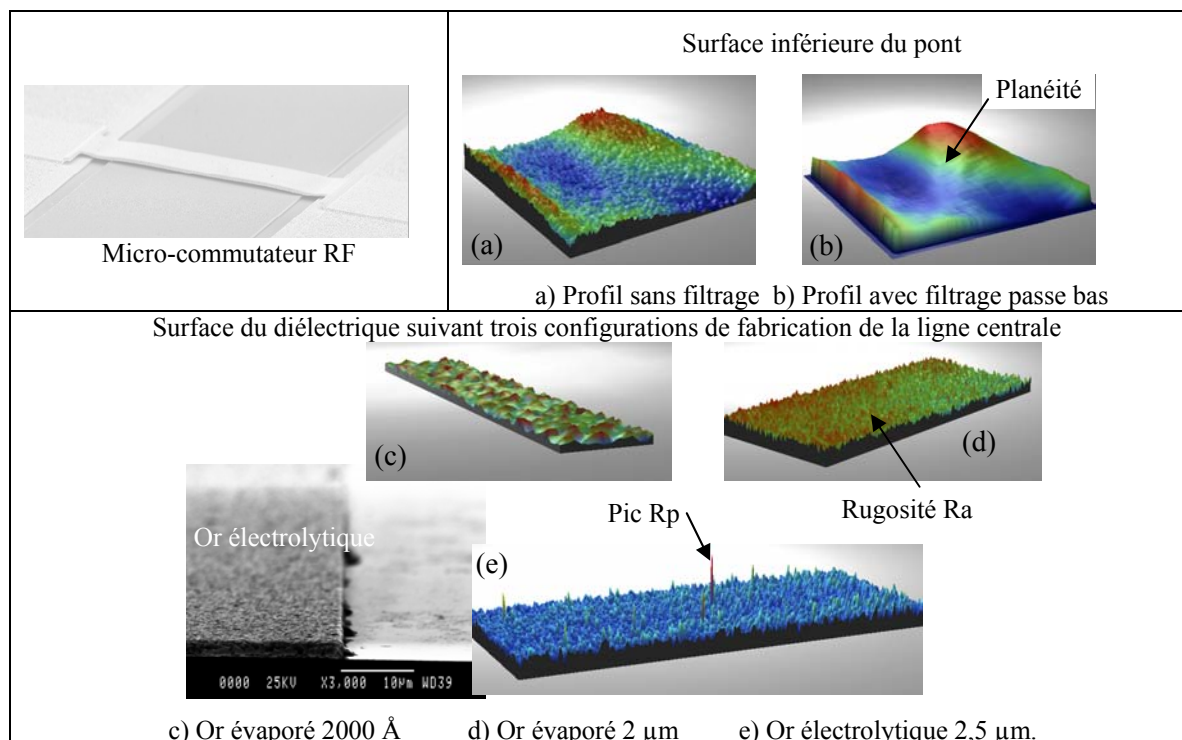 Micro-commutateur RF
Surface inférieure du pont
Planéité
(a)
(b)
a) Profil sans filtrage b) Profil avec filtrage passe bas
Surface du diélectrique suivant trois configurations de fabrication de la ligne centrale
(c)
(d)
Rugosité Ra
Pic Rp
Or électrolytique
(e)
0000 25KV X3,000 10µm WD39
c) Or évaporé 2000 Å d) Or évaporé 2 µm e) Or électrolytique 2,5 µm.